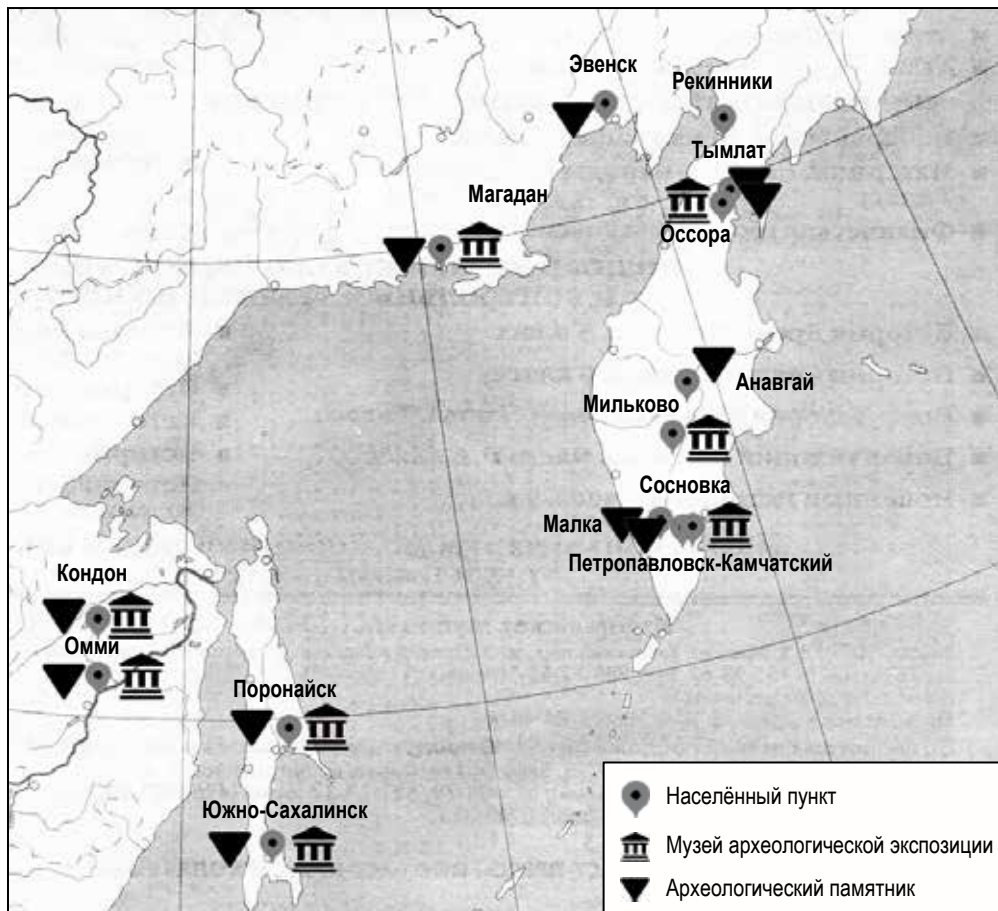 Эвенск
Рекинники
Тымлат
Магадан
Оссора
Анавгай
Мильково
Сосновка
Малка
Петропавловск-Камчатский
Кондон
Омми
Поронайск
Южно-Сахалинск
Населённый пункт
Музей археологической экспозиции
Археологический памятник